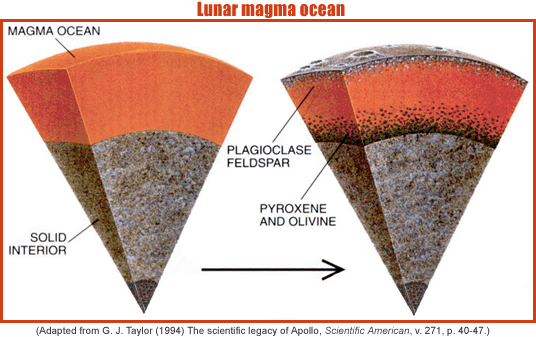 Lunar magma ocean
MAGMA OCEAN
PLAGIOCLASE
FELDSPAR
PYROXENE
AND OLIVINE
SOLID
INTERIOR
(Adapted from G. J. Taylor (1994) The scientific legacy of Apollo, Scientific American, v. 271, p. 40-47.)